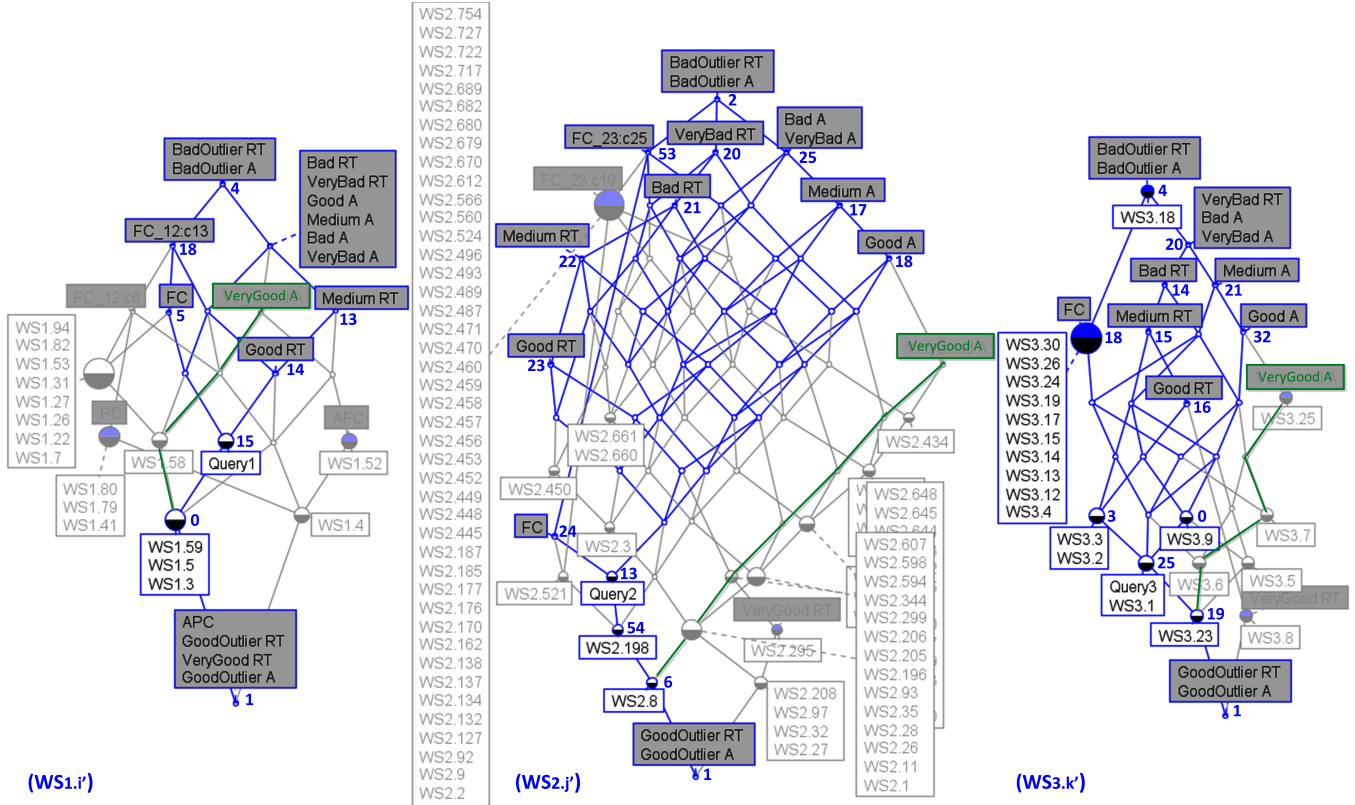 BadOutlier RT
BadOutlier A
4
Bad RT
VeryBad RT
Good A
Medium A
Bad A
VeryBad A
FC_12:c13
18
FC_12:c6
FC
5
VeryGood A
Medium RT
13
WS1.94
WS1.82
WS1.53
WS1.31
WS1.27
WS1.26
WS1.22
WS1.7
Good RT
14
PC
AFC
15
WS1.58
Query1
WS1.52
WS1.80
WS1.79
WS1.41
0
WS1.4
WS1.59
WS1.5
WS1.3
APC
GoodOutlier RT
VeryGood RT
GoodOutlier A
1
(WS1.i')
WS2.754
WS2.727
WS2.722
WS2.717
WS2.689
WS2.682
WS2.680
WS2.679
WS2.670
WS2.612
WS2.566
WS2.560
WS2.524
WS2.496
WS2.493
WS2.489
WS2.487
WS2.471
WS2.470
WS2.460
WS2.459
WS2.458
WS2.457
WS2.456
WS2.453
WS2.452
WS2.449
WS2.448
WS2.445
WS2.187
WS2.185
WS2.177
WS2.176
WS2.170
WS2.162
WS2.138
WS2.137
WS2.134
WS2.132
WS2.127
WS2.92
WS2.9
WS2.2
BadOutlier RT
BadOutlier A
2
FC_23:c25
53
VeryBad RT
20
Bad A
VeryBad A
25
FC_23:c19
Bad RT
21
Medium A
17
Medium RT
22
Good A
18
Good RT
23
VeryGood A
WS2.661
WS2.660
WS2.434
WS2.450
WS2.648
WS2.645
WS2.644
FC
24
WS2.3
WS2.607
WS2.598
WS2.594
WS2.344
WS2.299
WS2.206
WS2.205
WS2.196
WS2.93
WS2.35
WS2.28
WS2.26
WS2.11
WS2.1
13
WS2.521
Query2
VeryGood RT
54
WS2.198
WS2.295
6
WS2.8
WS2.208
WS2.97
WS2.32
WS2.27
GoodOutlier RT
GoodOutlier A
1
(WS2.j')
BadOutlier RT
BadOutlier A
4
WS3.18
VeryBad RT
Bad A
VeryBad A
20
Bad RT
14
Medium A
21
FC
18
Medium RT
15
Good A
32
WS3.30
WS3.26
WS3.24
WS3.19
WS3.17
WS3.15
WS3.14
WS3.13
WS3.12
WS3.4
Good RT
16
VeryGood A
WS3.25
3
0
WS3.3
WS3.2
WS3.9
WS3.7
25
Query3
WS3.1
WS3.6
WS3.5
VeryGood RT
19
WS3.23
WS3.8
GoodOutlier RT
GoodOutlier A
1
(WS3.k')